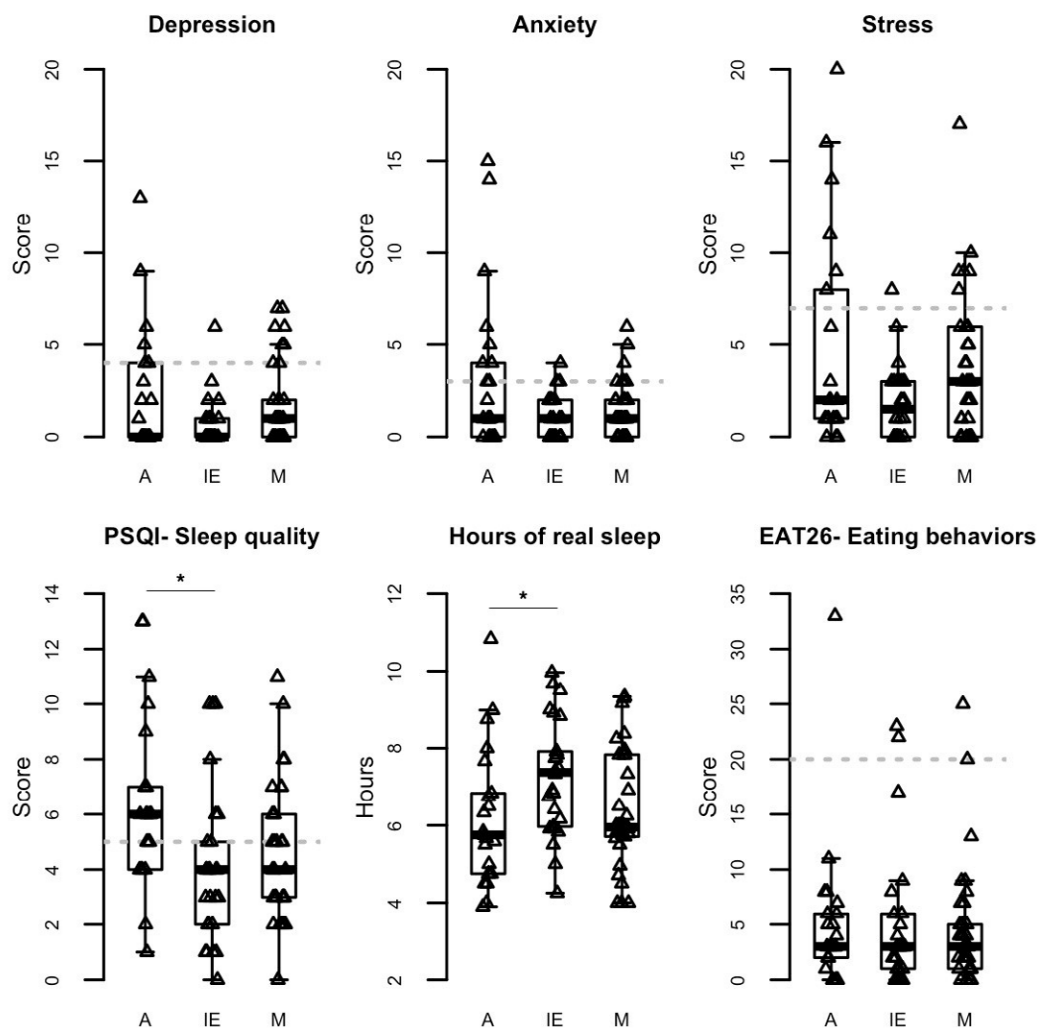 Depression
Anxiety
Stress
Score
0
5
10
15
20
A
IE
M
Score
0
5
10
15
20
A
IE
M
Score
0
5
10
15
20
A
IE
M
PSQI- Sleep quality
Hours of real sleep
EAT26- Eating behaviors
*
Score
0
2
4
6
8
10
12
14
A
IE
M
*
Hours
2
4
6
8
10
12
A
IE
M
Score
0
5
10
15
20
25
30
35
A
IE
M